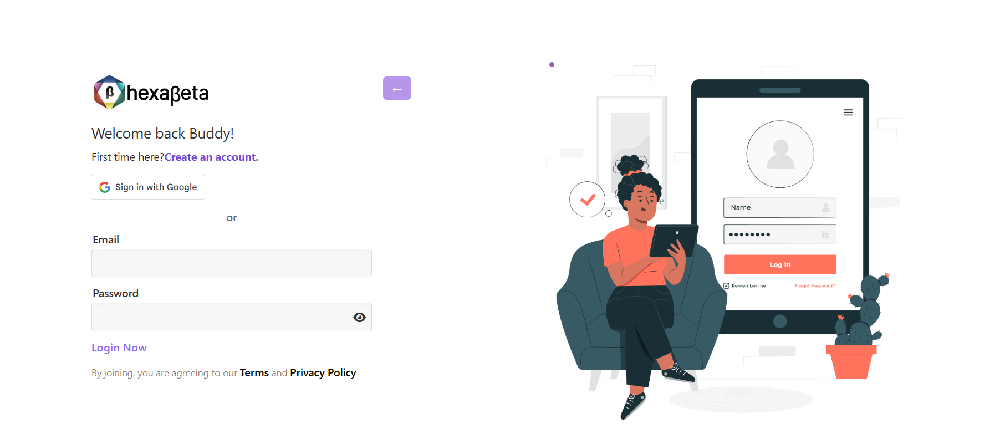 β hexaβeta
←
Welcome back Buddy!
First time here?Create an account.
G Sign in with Google
or
Email
Password
Login Now
By joining, you are agreeing to our Terms and Privacy Policy
Name
Log In
Remember me
Forgot Password?